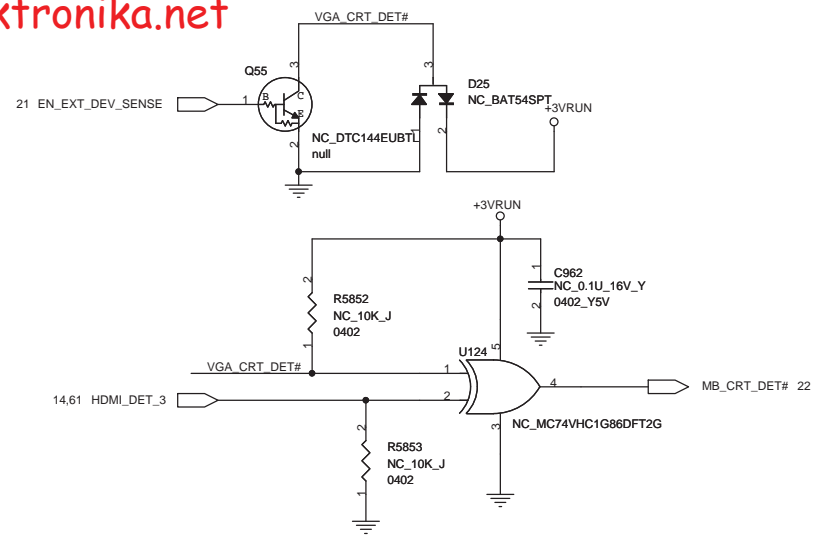 ktronika.net
VGA_CRT_DET#
Q55
3
3
D25
NC_BAT54SPT
+3VRUN
21 EN_EXT_DEV_SENSE
1
B
C
E
NC_DTC144EUBTL
null
2
1
2
+3VRUN
C962
NC_0.1U_16V_Y
0402_Y5V
1
2
R5852
NC_10K_J
0402
2
1
U124
5
VGA_CRT_DET#
1
14,61 HDMI_DET_3
2
4
MB_CRT_DET# 22
3
NC_MC74VHC1G86DFT2G
R5853
NC_10K_J
0402
2
1